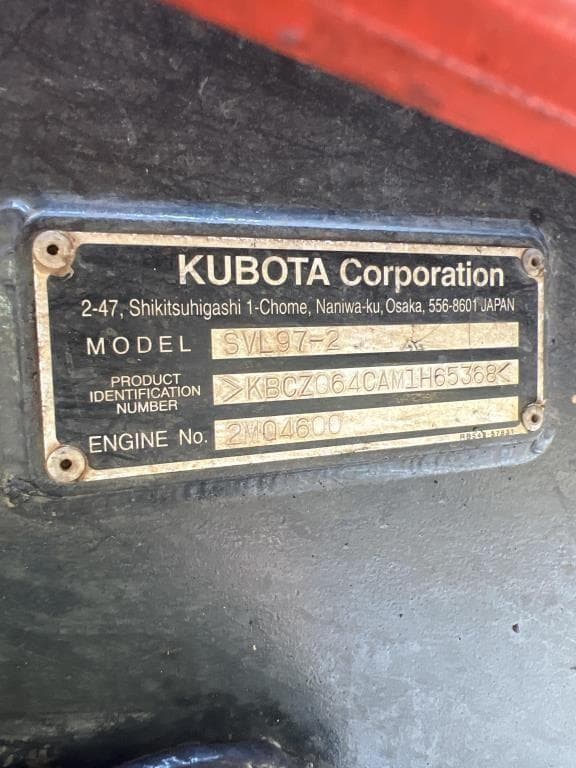 KUBOTA Corporation
2-47, Shikitsuhigashi 1-Chome, Naniwa-ku, Osaka, 556-8601 JAPAN
MODEL SVL97-2
PRODUCT
IDENTIFICATION
NUMBER
>KBCZ064CAM1H65368<
ENGINE No. 2MQ4600